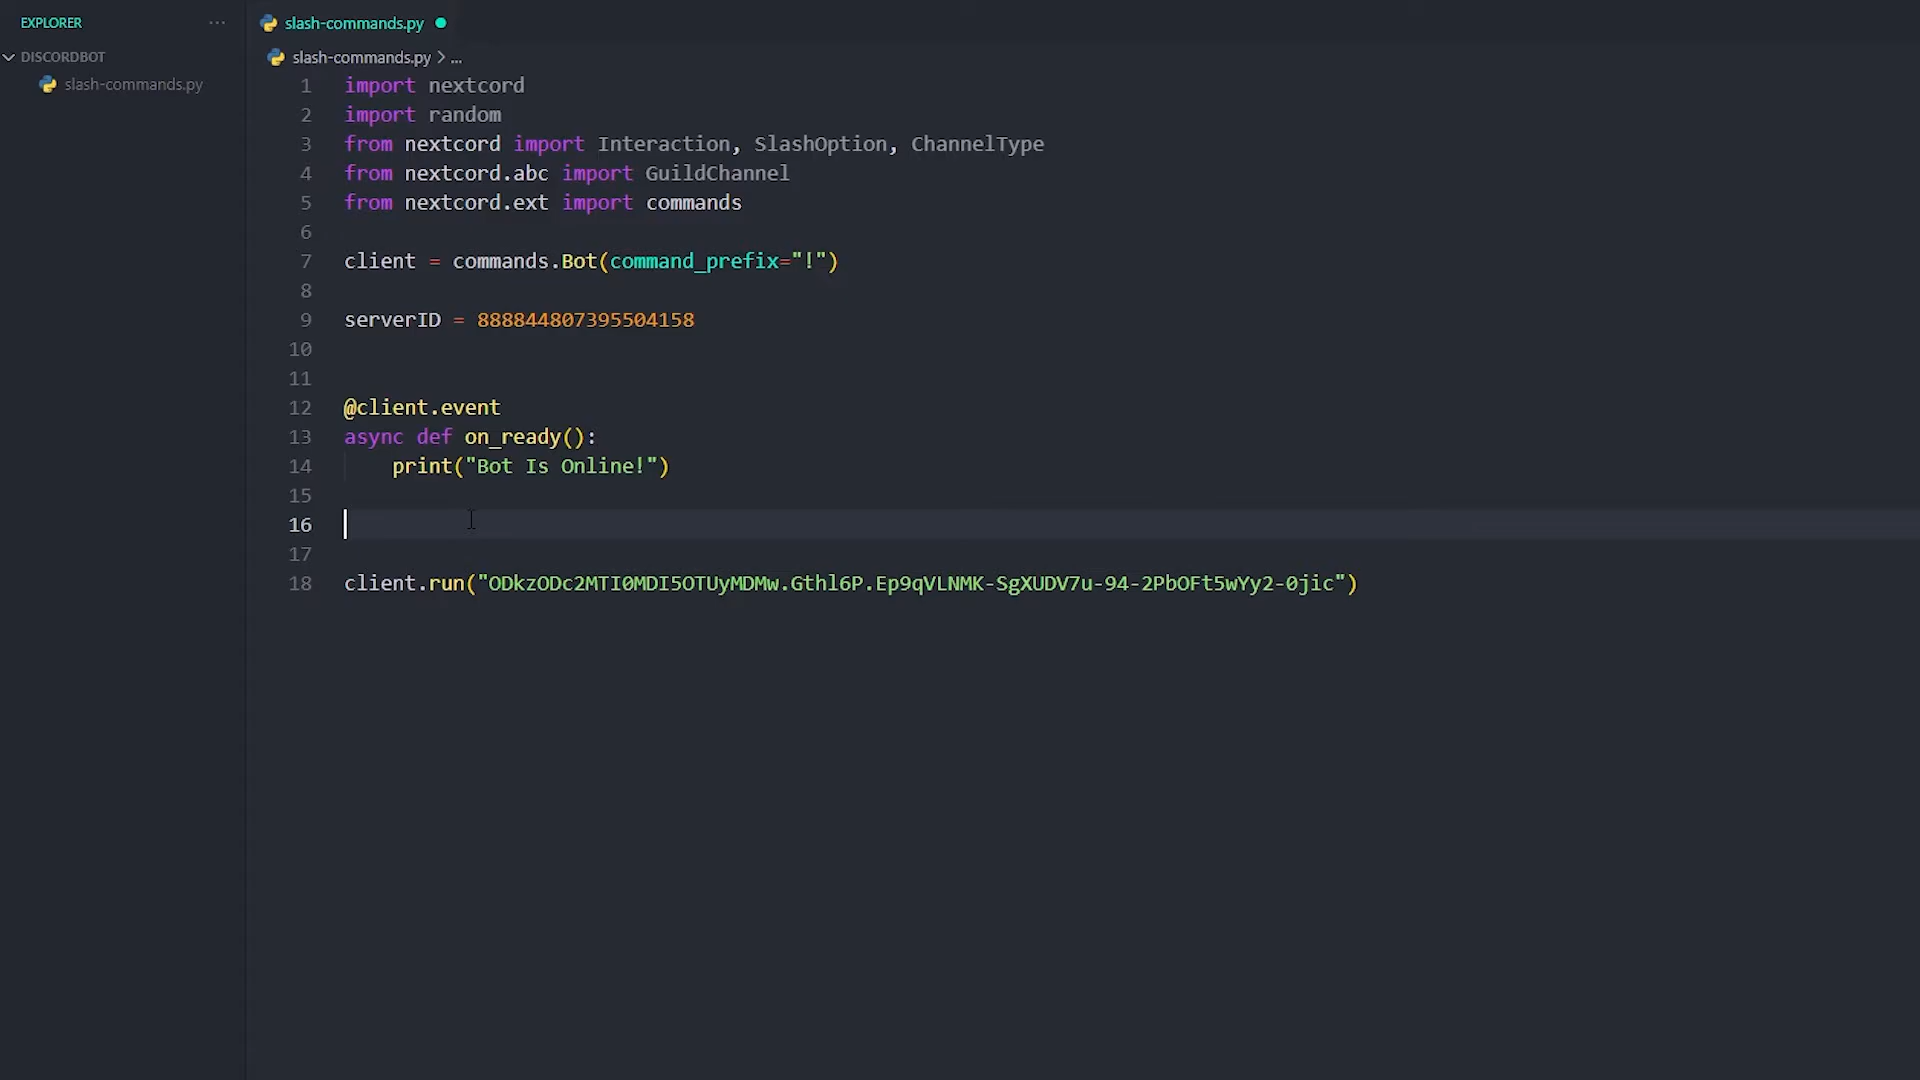 EXPLORER
...
slash-commands.py
DISCORDBOT
slash-commands.py
slash-commands.py > ...
1 import nextcord
2 import random
3 from nextcord import Interaction, SlashOption, ChannelType
4 from nextcord.abc import GuildChannel
5 from nextcord.ext import commands
6
7 client = commands.Bot(command_prefix="!")
8
9 serverID = 888844807395504158
10
11
12 @client.event
13 async def on_ready():
14 print("Bot Is Online!")
15
16
17
18 client.run("ODkzODc2MTI0MDI5OTUyMDMw.Gthl6P.Ep9qVLNMK-SgXUDV7u-94-2PbOFt5wYy2-0jic")